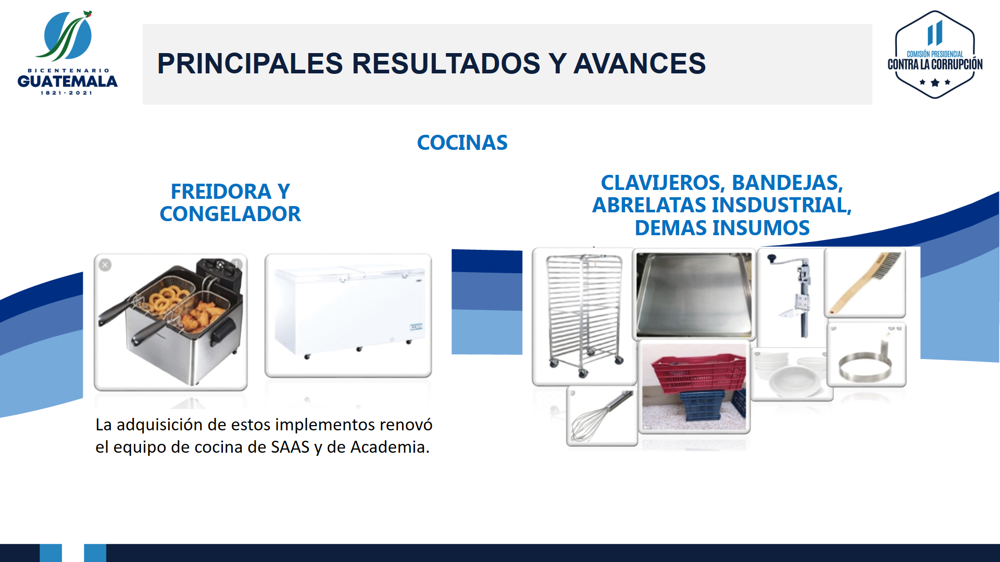 BICENTENARIO
GUATEMALA
1821-2021
PRINCIPALES RESULTADOS Y AVANCES
COMISIÓN PRESIDENCIAL
CONTRA LA CORRUPCIÓN
COCINAS
FREIDORA Y
CONGELADOR
CLAVIJEROS, BANDEJAS,
ABRELATAS INSDUSTRIAL,
DEMAS INSUMOS
La adquisición de estos implementos renovó
el equipo de cocina de SAAS y de Academia.